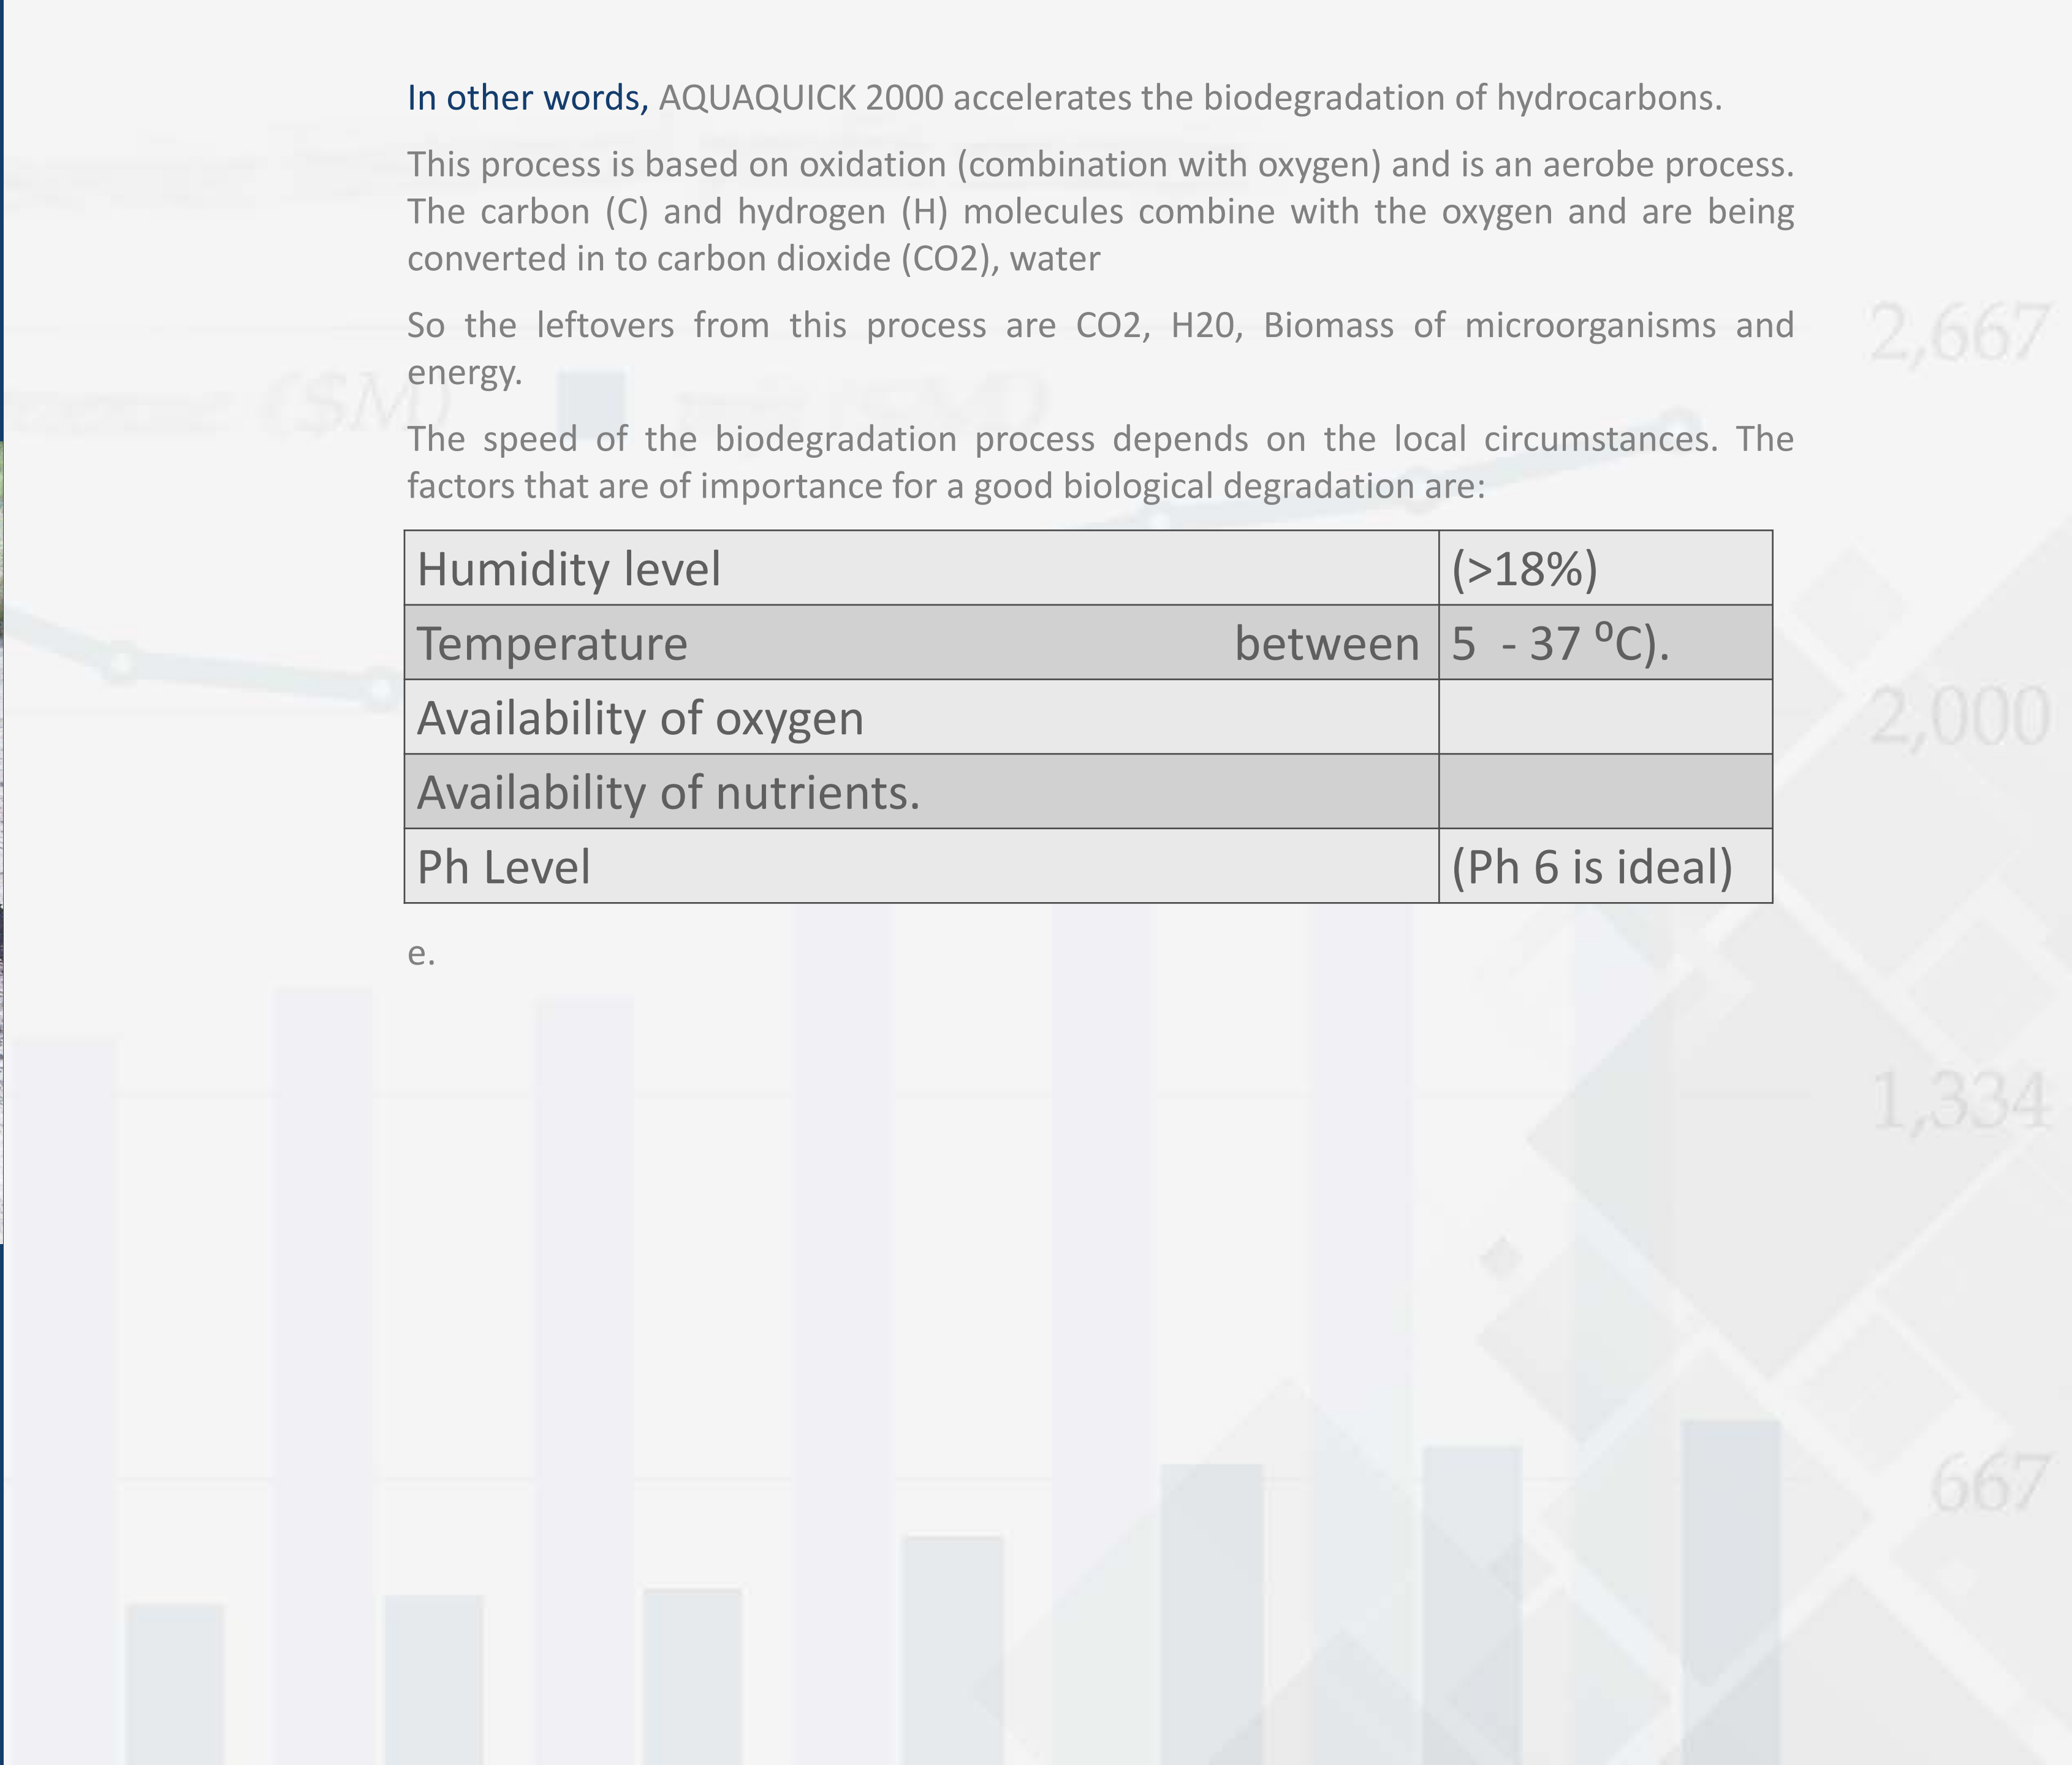 In other words, AQUAQUICK 2000 accelerates the biodegradation of hydrocarbons.
This process is based on oxidation (combination with oxygen) and is an aerobe process.
The carbon (C) and hydrogen (H) molecules combine with the oxygen and are being
converted in to carbon dioxide (CO2), water
So the leftovers from this process are CO2, H20, Biomass of microorganisms and
energy.
The speed of the biodegradation process depends on the local circumstances. The
factors that are of importance for a good biological degradation are:
Humidity level (>18%)
Temperature between 5 - 37 ⁰C).
Availability of oxygen
Availability of nutrients.
Ph Level (Ph 6 is ideal)
e.
($M)
2,667
2,000
1,334
667